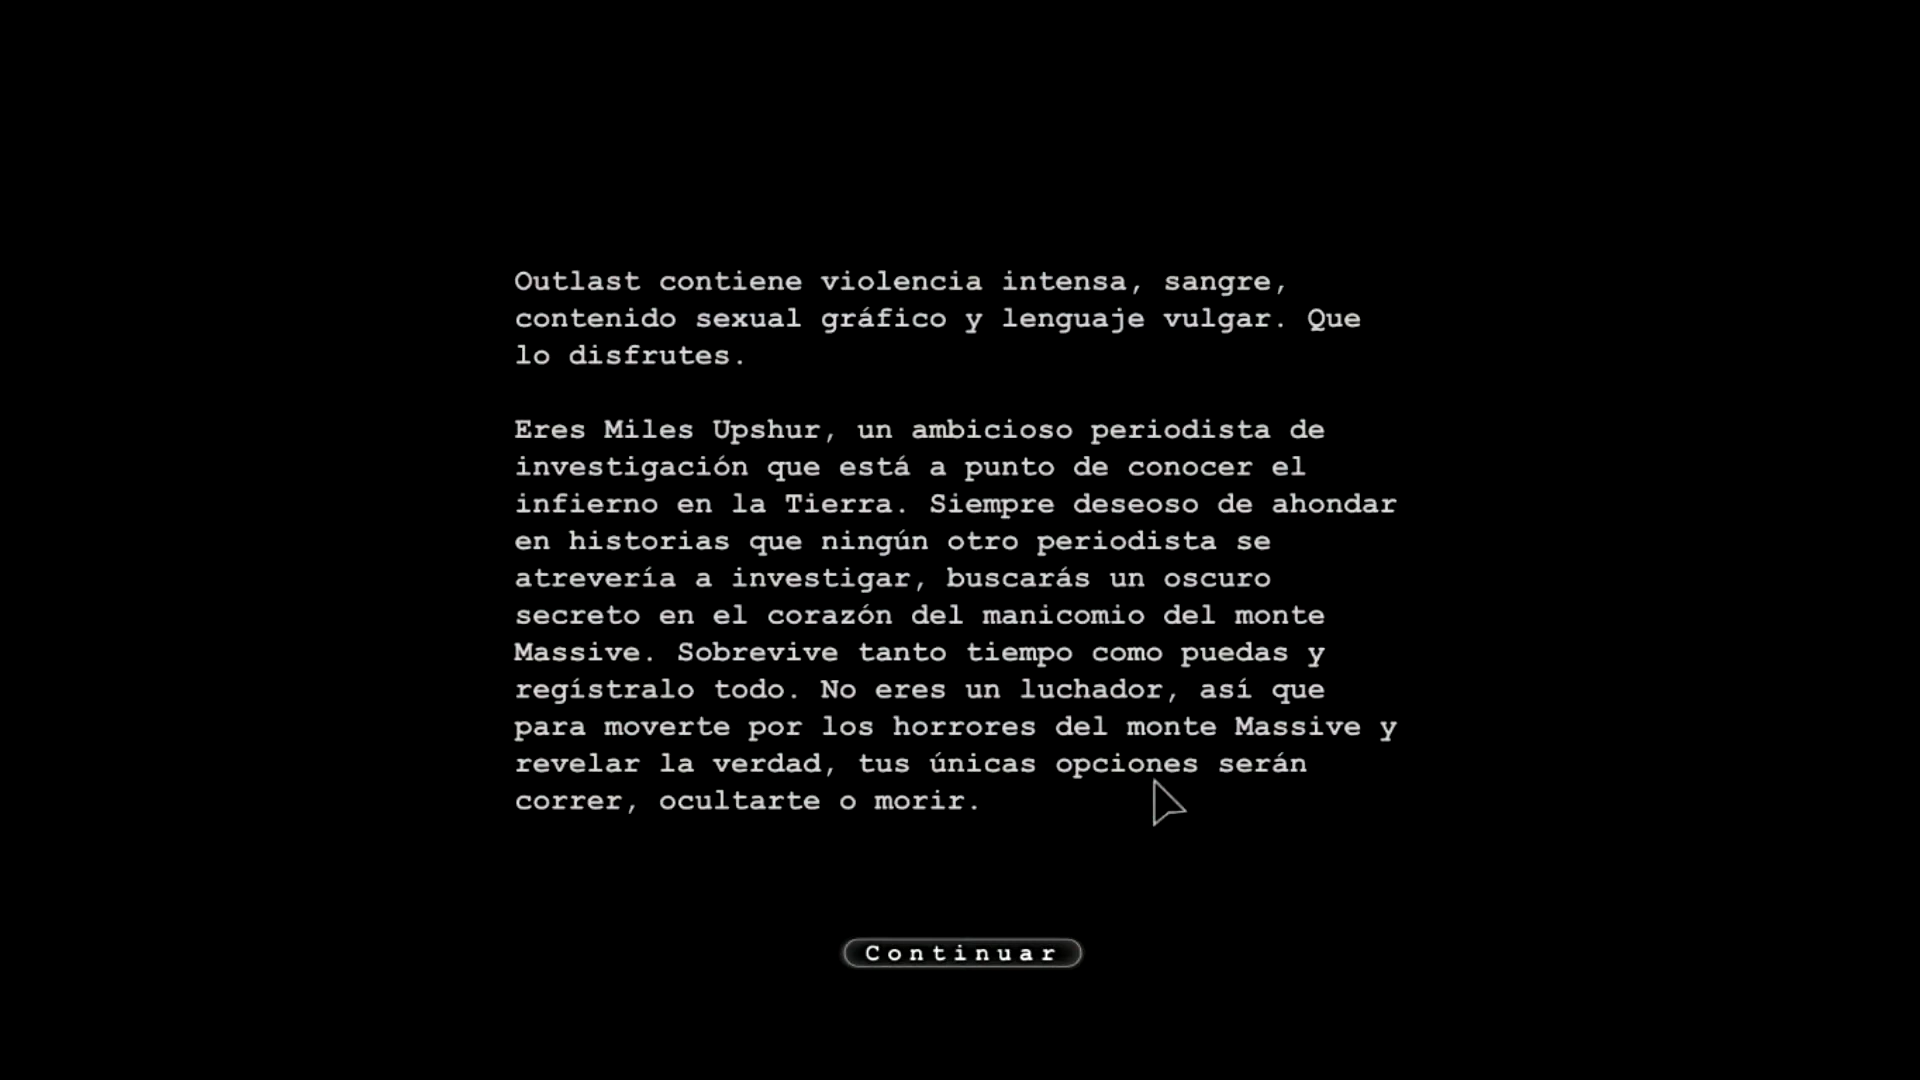 Outlast contiene violencia intensa, sangre,
contenido sexual gráfico y lenguaje vulgar. Que
lo disfrutes.
Eres Miles Upshur, un ambicioso periodista de
investigación que está a punto de conocer el
infierno en la Tierra. Siempre deseoso de ahondar
en historias que ningún otro periodista se
atrevería a investigar, buscarás un oscuro
secreto en el corazón del manicomio del monte
Massive. Sobrevive tanto tiempo como puedas y
regístralo todo. No eres un luchador, así que
para moverte por los horrores del monte Massive y
revelar la verdad, tus únicas opciones serán
correr, ocultarte o morir.
Continuar